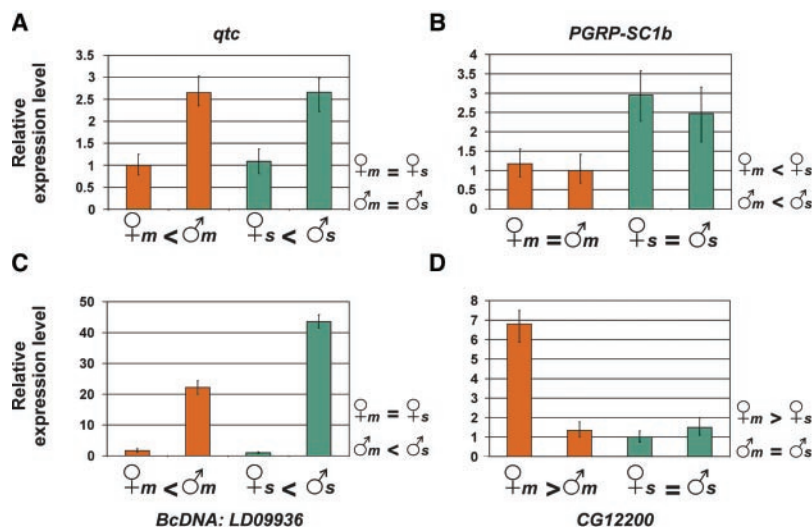 A
qtc
Relative expression level
3.5
3
2.5
2
1.5
1
0.5
0
♀m < ♂m
♀s < ♂s
♀m = ♀s
♂m = ♂s
B
PGRP-SC1b
4
3.5
3
2.5
2
1.5
1
0.5
0
♀m = ♂m
♀s = ♂s
♀m < ♀s
♂m < ♂s
C
Relative expression level
50
40
30
20
10
0
♀m < ♂m
♀s < ♂s
♀m = ♀s
♂m < ♂s
BcDNA: LD09936
D
8
7
6
5
4
3
2
1
0
♀m > ♂m
♀s = ♂s
♀m > ♀s
♂m = ♂s
CG12200